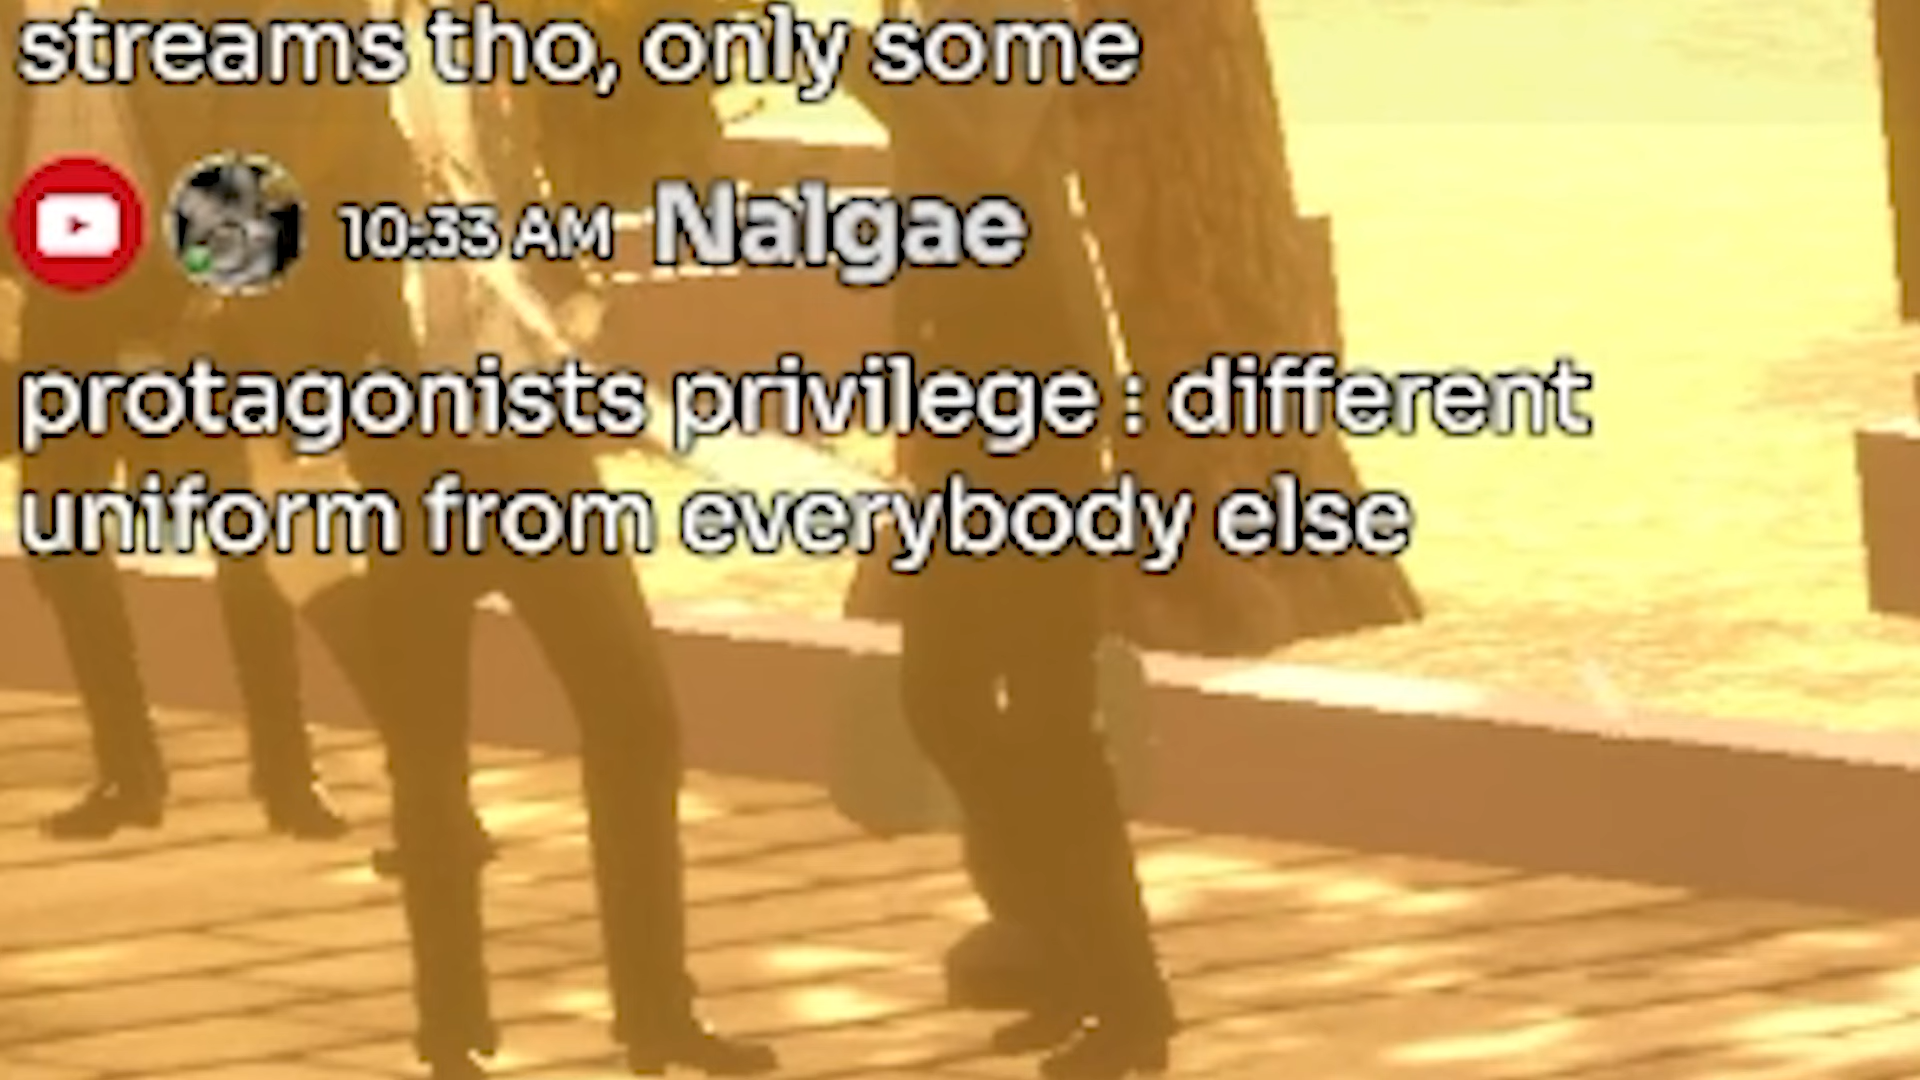 streams tho, only some
10:33 AM Nalgae
protagonists privilege : different
uniform from everybody else